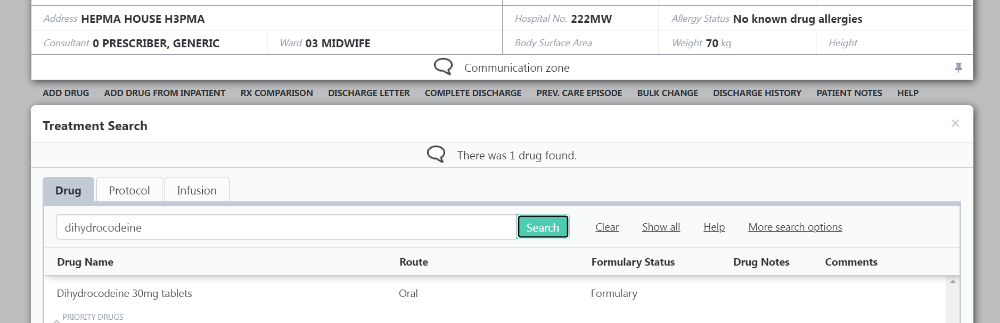 Address HEPMA HOUSE H3PMA Hospital No. 222MW Allergy Status No known drug allergies
Consultant 0 PRESCRIBER, GENERIC Ward 03 MIDWIFE Body Surface Area Weight 70 kg Height
Communication zone
ADD DRUG ADD DRUG FROM INPATIENT RX COMPARISON DISCHARGE LETTER COMPLETE DISCHARGE PREV. CARE EPISODE BULK CHANGE DISCHARGE HISTORY PATIENT NOTES HELP
Treatment Search
There was 1 drug found.
Drug Protocol Infusion
dihydrocodeine Search Clear Show all Help More search options
Drug Name Route Formulary Status Drug Notes Comments
Dihydrocodeine 30mg tablets Oral Formulary
PRIORITY DRUGS